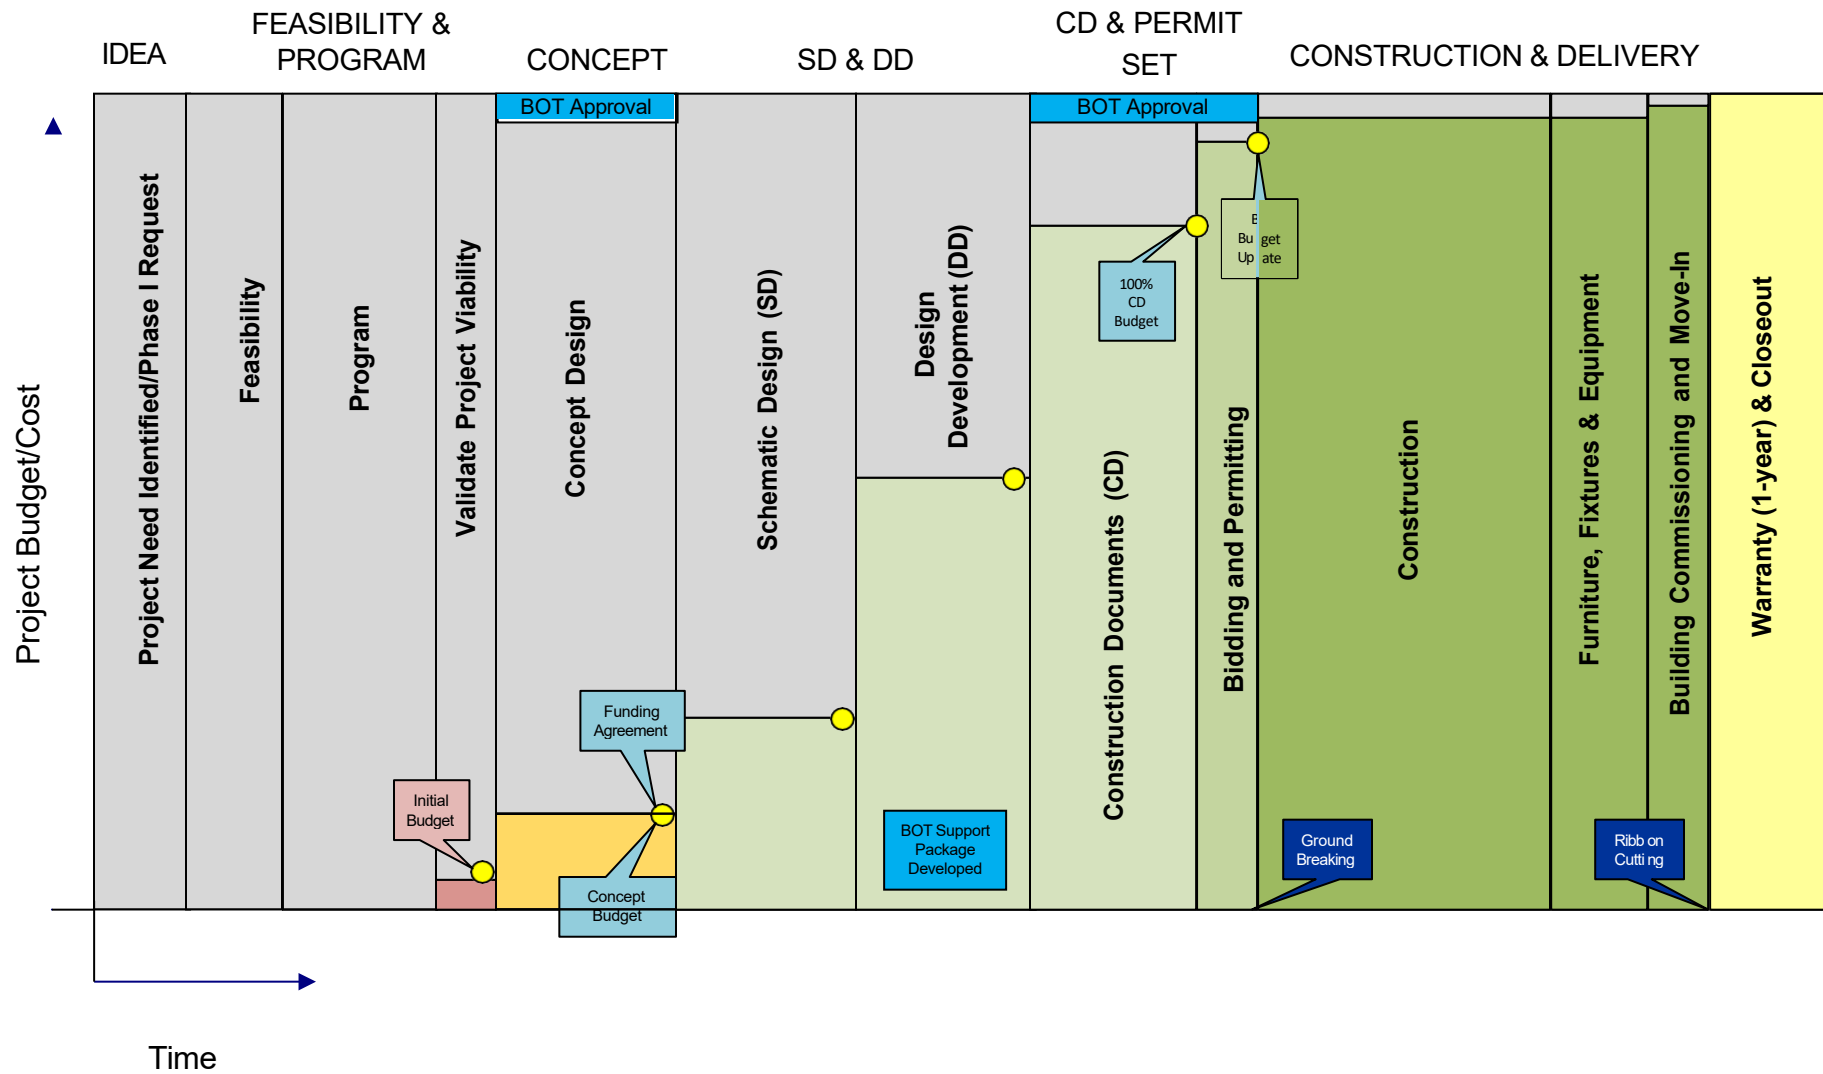 IDEA
FEASIBILITY &
PROGRAM
CONCEPT
SD & DD
CD & PERMIT
SET
CONSTRUCTION & DELIVERY
BOT Approval
BOT Approval
Project Budget/Cost
Project Need Identified/Phase I Request
Feasibility
Program
Validate Project Viability
Concept Design
Schematic Design (SD)
Design
Development (DD)
Construction Documents (CD)
Bidding and Permitting
Construction
Furniture, Fixtures & Equipment
Building Commissioning and Move-In
Warranty (1-year) & Closeout
Initial
Budget
Funding
Agreement
Concept
Budget
BOT Support
Package
Developed
100%
CD
Budget
Ground
Breaking
Ribbon
Cutting
Time